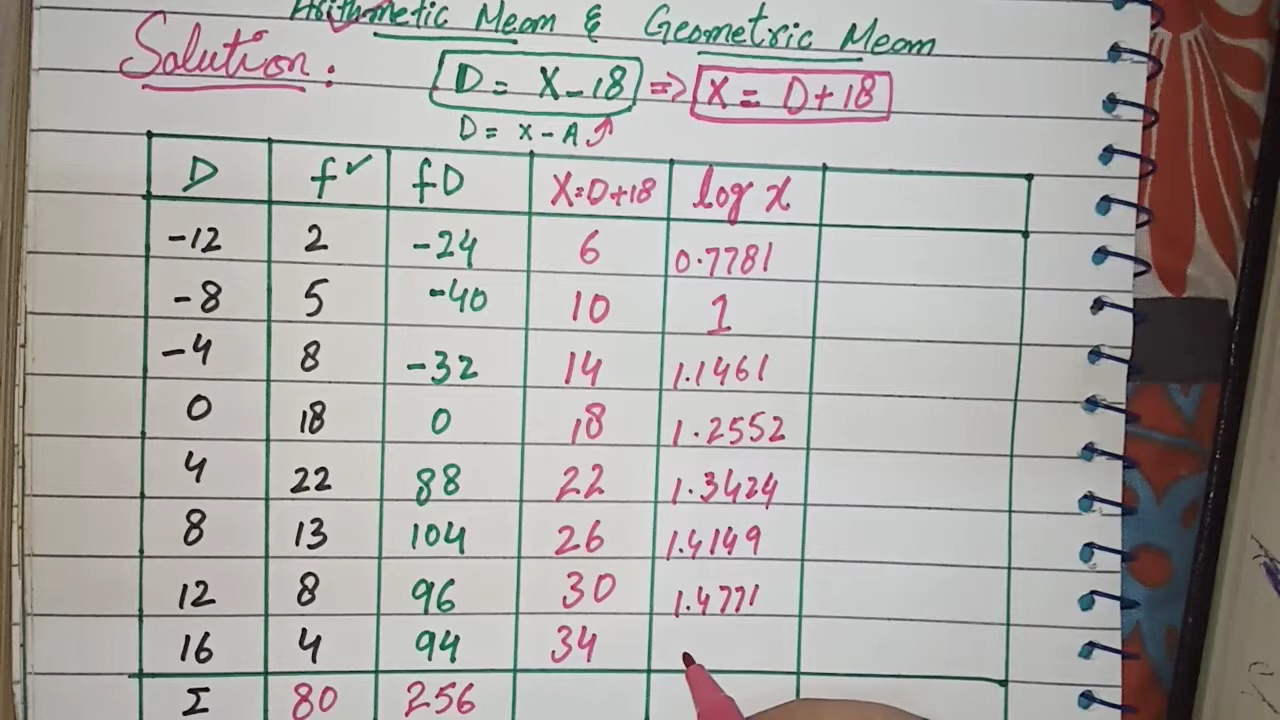 Arithmetic Mean & Geometric Mean
Solution.
D = X-18 => X = D+18
D = x - A
D f fD X=D+18 log x
-12 2 -24 6 0.7781
-8 5 -40 10 1
-4 8 -32 14 1.1461
0 18 0 18 1.2552
4 22 88 22 1.3424
8 13 104 26 1.4149
12 8 96 30 1.4771
16 4 94 34
Σ 80 256